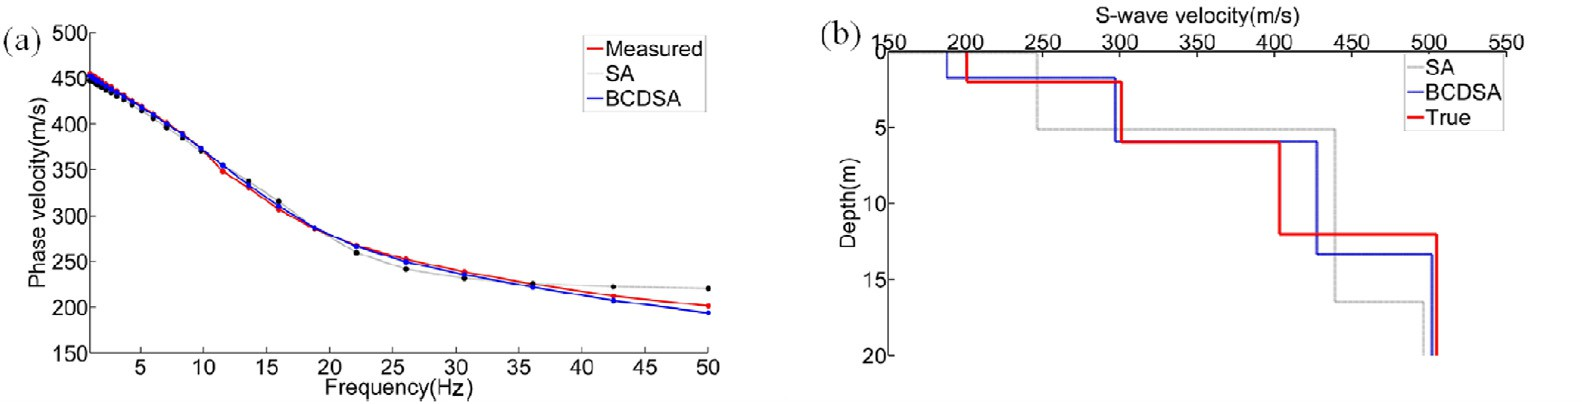 (a)
Phase velocity(m/s)
500
450
400
350
300
250
200
150
5 10 15 20 25 30 35 40 45 50
Frequency(Hz)
Measured
SA
BCDSA
(b)
S-wave velocity(m/s)
150 200 250 300 350 400 450 500 550
Depth(m)
0
5
10
15
20
SA
BCDSA
True